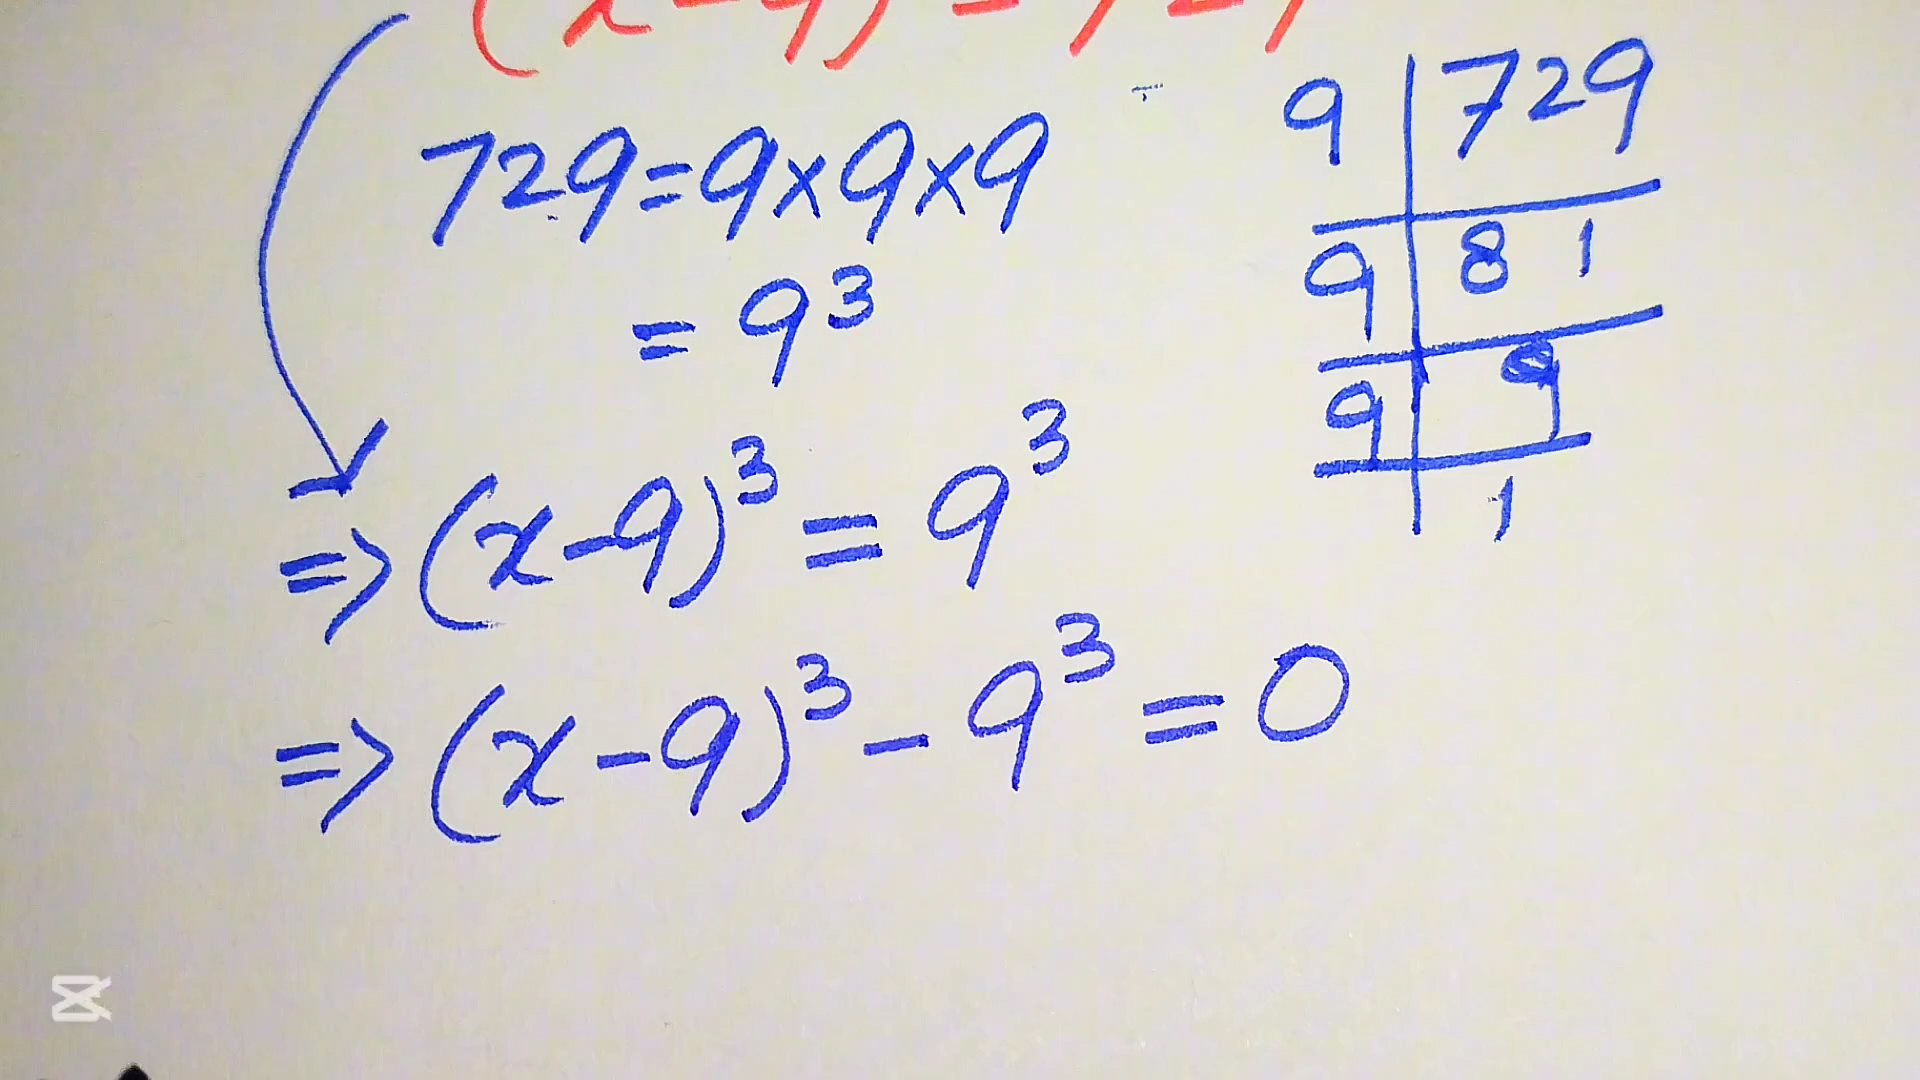 729 = 9 × 9 × 9
= 9³
⇒ (x-9)³ = 9³
⇒ (x-9)³ - 9³ = 0
9 | 729
9 | 81
9 | 9
1